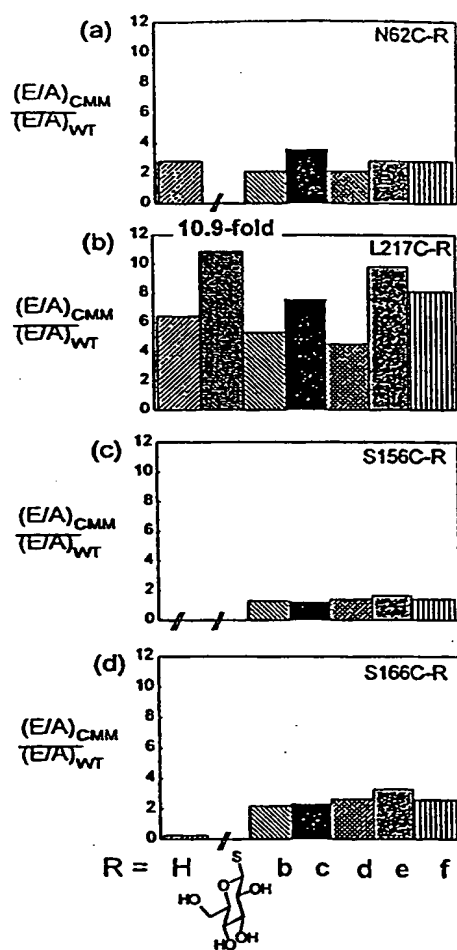 (a)
N62C-R
(E/A)CMM
(E/A)WT
12
10
8
6
4
2
0
(b)
10.9-fold
L217C-R
(E/A)CMM
(E/A)WT
12
10
8
6
4
2
0
(c)
S156C-R
(E/A)CMM
(E/A)WT
12
10
8
6
4
2
0
(d)
S166C-R
(E/A)CMM
(E/A)WT
12
10
8
6
4
2
0
R = H b c d e f
S
O
OH
HO
HO
OH